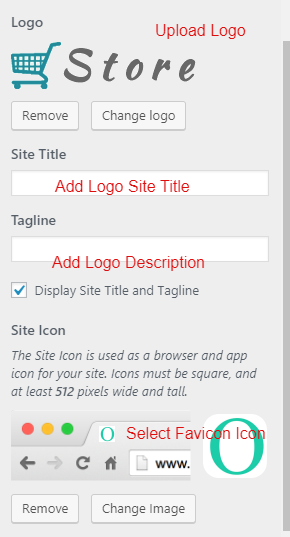 Logo
Upload Logo
Store
Remove Change logo
Site Title
Add Logo Site Title
Tagline
Add Logo Description
Display Site Title and Tagline
Site Icon
The Site Icon is used as a browser and app
icon for your site. Icons must be square, and
at least 512 pixels wide and tall.
O Select Favicon Icon O
www.
Remove Change Image